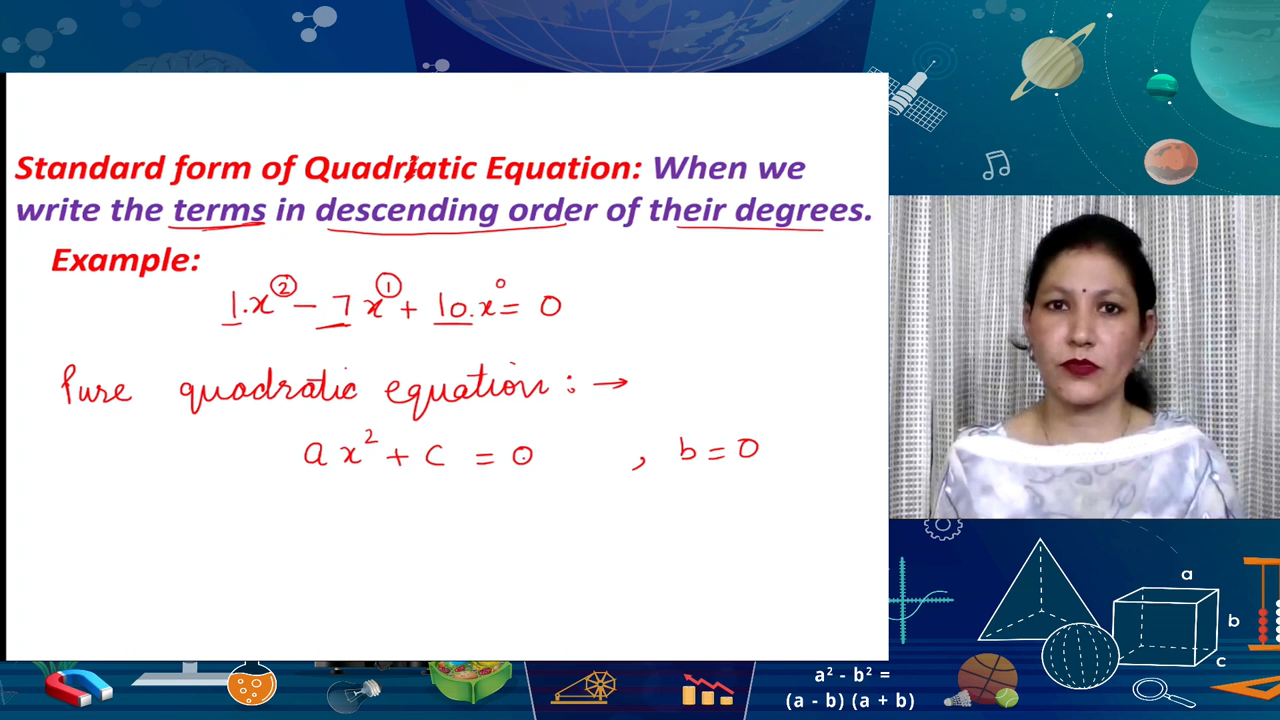 Standard form of Quadriatic Equation: When we
write the terms in descending order of their degrees.
Example:
1.x² − 7x¹ + 10.x⁰ = 0
Pure quadratic equation : →
ax² + c = 0 , b = 0
a
b
c
a² - b² =
(a - b) (a + b)